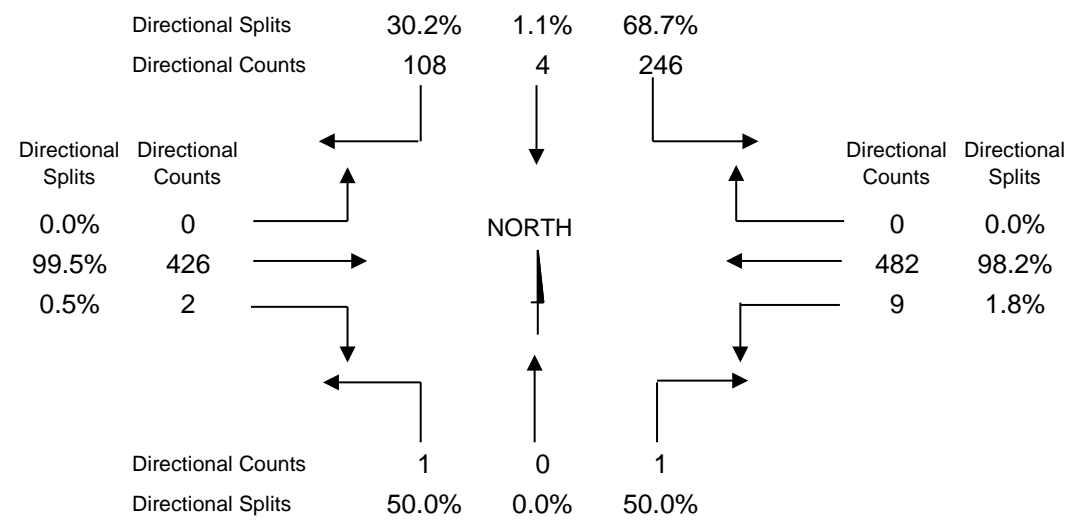 Directional Splits 30.2% 1.1% 68.7%
Directional Counts 108 4 246
Directional Directional Directional Directional
Splits Counts Counts Splits
0.0% 0 NORTH 0 0.0%
99.5% 426 482 98.2%
0.5% 2 9 1.8%
Directional Counts 1 0 1
Directional Splits 50.0% 0.0% 50.0%